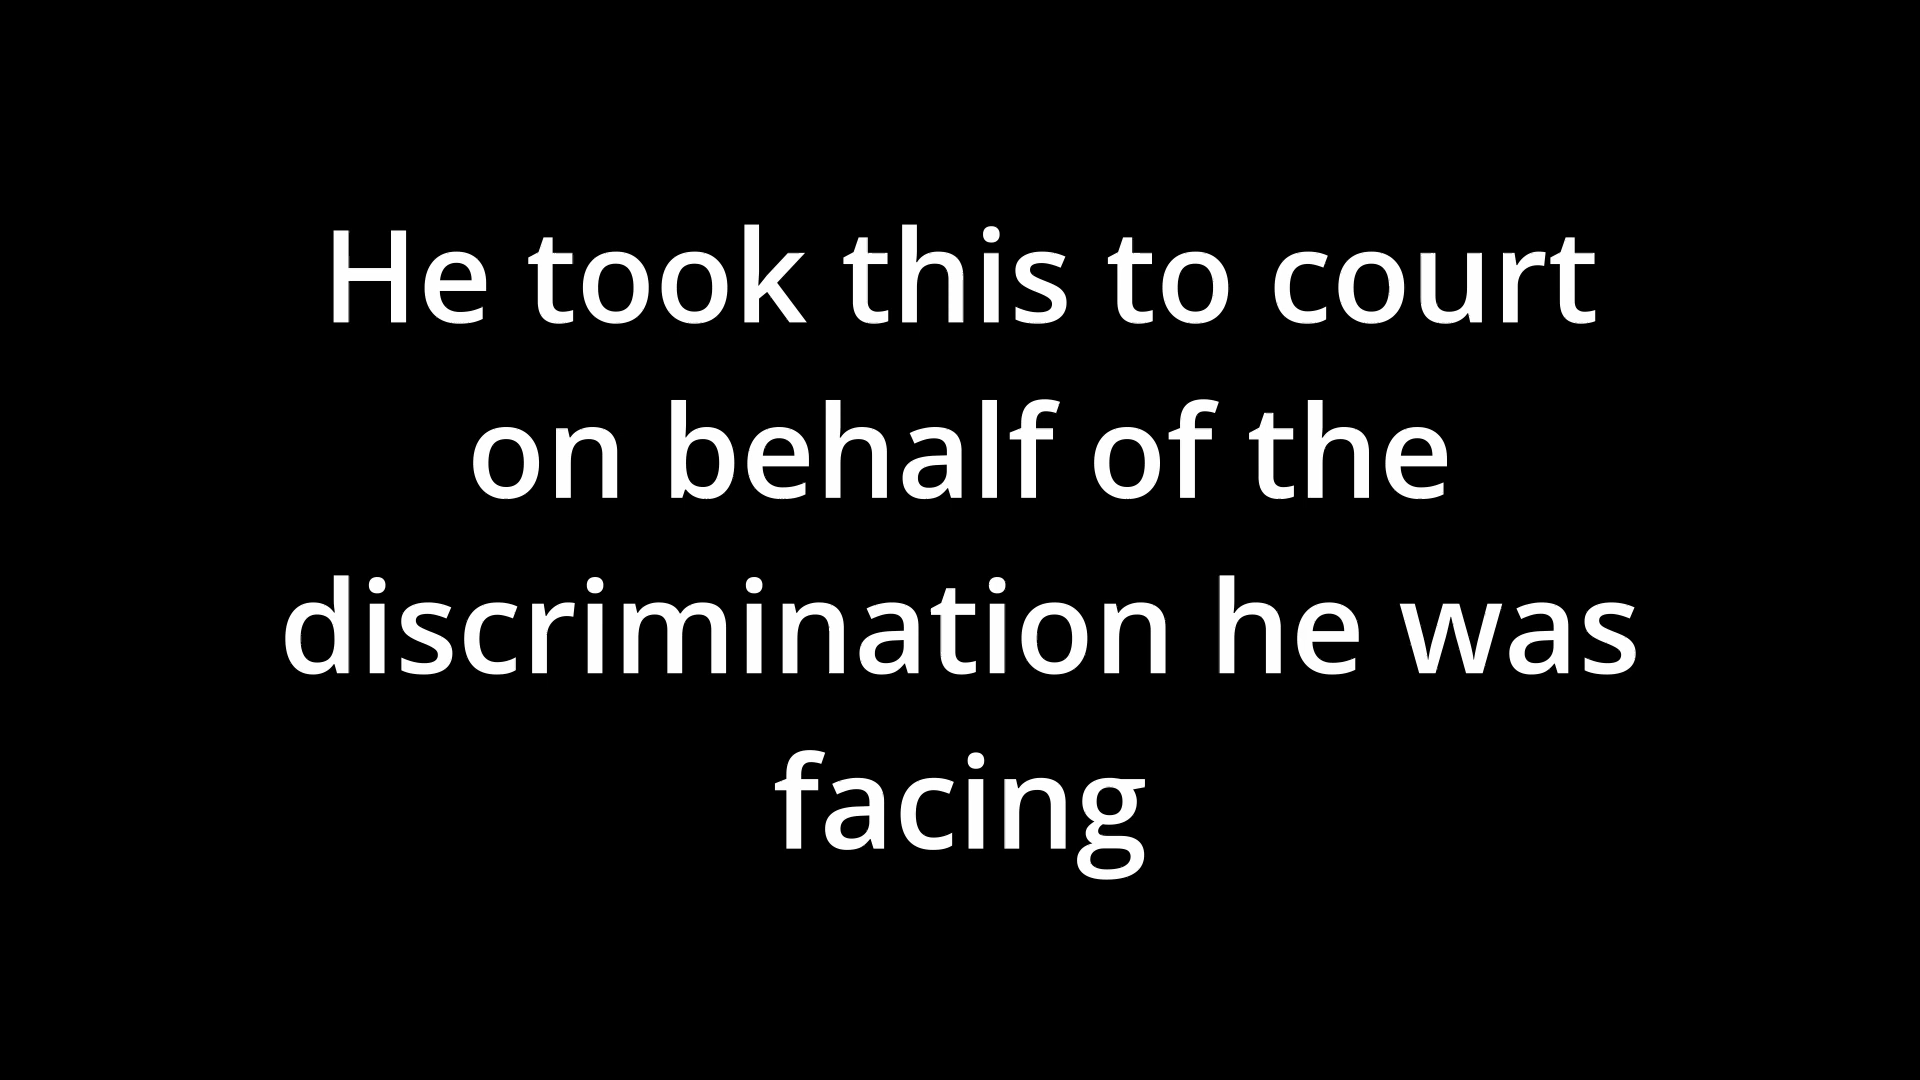 He took this to court
on behalf of the
discrimination he was
facing